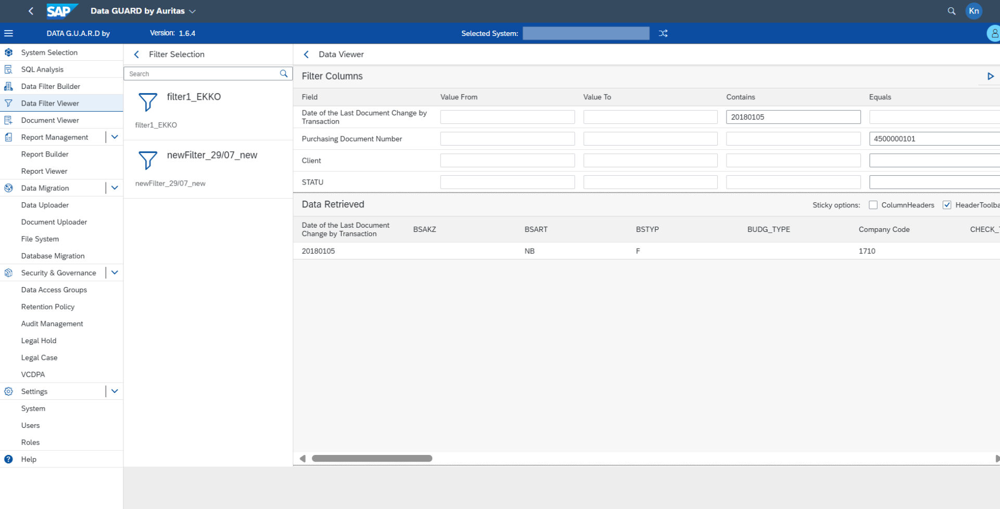 SAP Data GUARD by Auritas Kn
DATA G.U.A.R.D by Version: 1.6.4 Selected System:
System Selection
SQL Analysis
Data Filter Builder
Data Filter Viewer
Document Viewer
Report Management
Report Builder
Report Viewer
Data Migration
Data Uploader
Document Uploader
File System
Database Migration
Security & Governance
Data Access Groups
Retention Policy
Audit Management
Legal Hold
Legal Case
VCDPA
Settings
System
Users
Roles
? Help
Filter Selection
Search
filter1_EKKO
filter1_EKKO
newFilter_29/07_new
newFilter_29/07_new
Data Viewer
Filter Columns
Field Value From Value To Contains Equals
Date of the Last Document Change by
Transaction
20180105
Purchasing Document Number 4500000101
Client
STATU
Data Retrieved Sticky options: ColumnHeaders HeaderToolba
Date of the Last Document
Change by Transaction
BSAKZ BSART BSTYP BUDG_TYPE Company Code CHECK_
20180105 NB F 1710